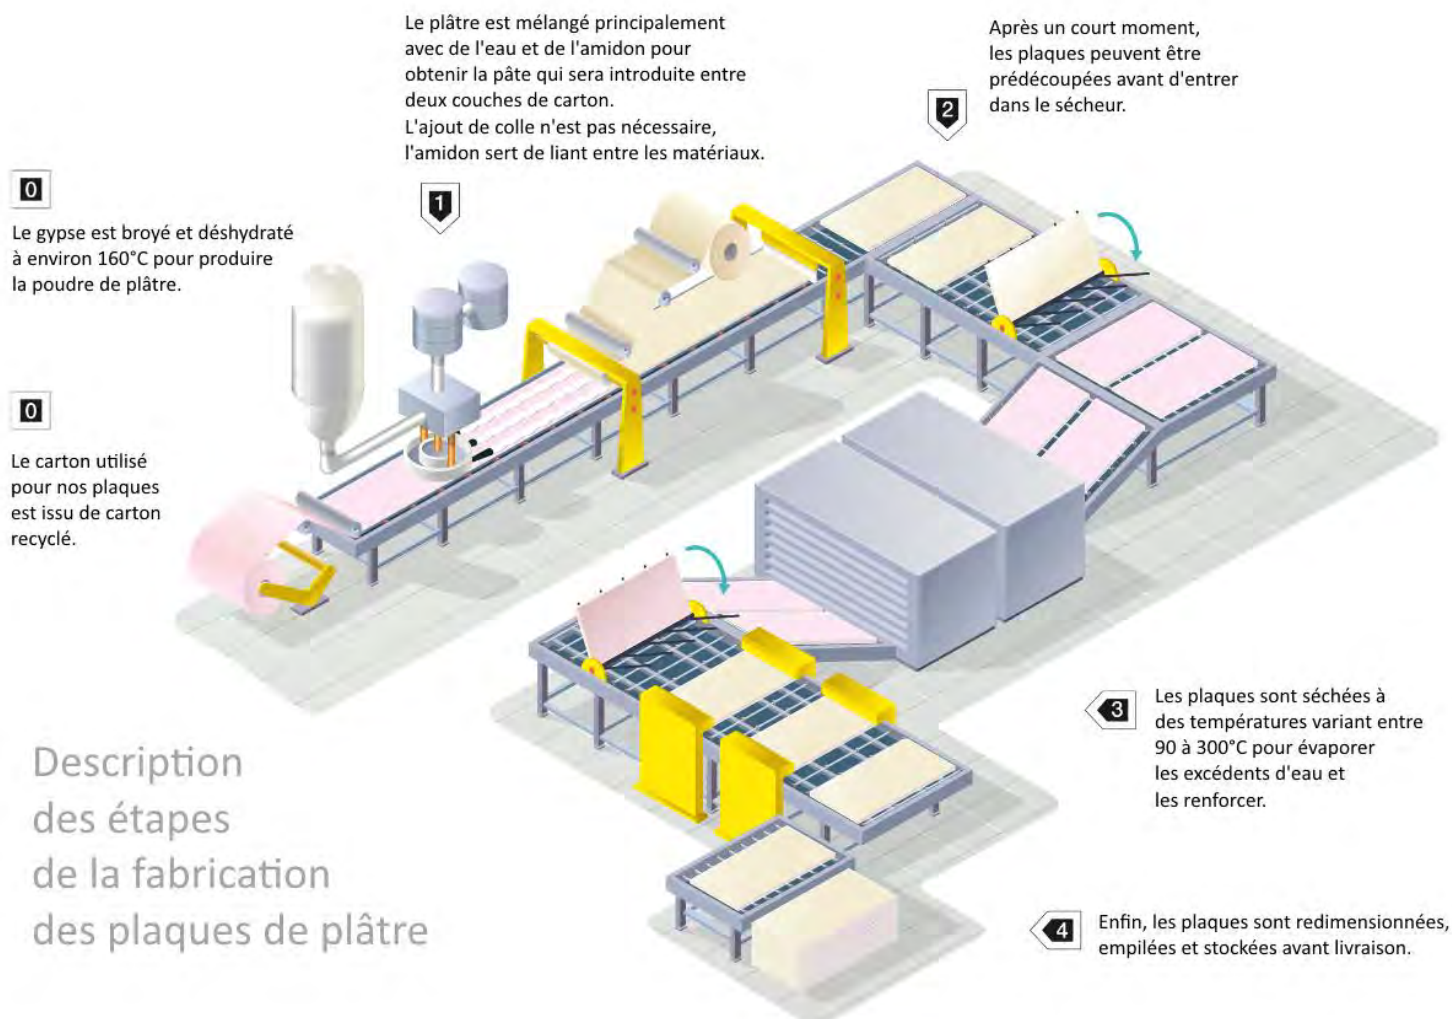 Le plâtre est mélangé principalement
avec de l'eau et de l'amidon pour
obtenir la pâte qui sera introduite entre
deux couches de carton.
L'ajout de colle n'est pas nécessaire,
l'amidon sert de liant entre les matériaux.
1
Après un court moment,
les plaques peuvent être
prédécoupées avant d'entrer
dans le sécheur.
2
0
Le gypse est broyé et déshydraté
à environ 160°C pour produire
la poudre de plâtre.
0
Le carton utilisé
pour nos plaques
est issu de carton
recyclé.
3
Les plaques sont séchées à
des températures variant entre
90 à 300°C pour évaporer
les excédents d'eau et
les renforcer.
Description
des étapes
de la fabrication
des plaques de plâtre
4
Enfin, les plaques sont redimensionnées,
empilées et stockées avant livraison.